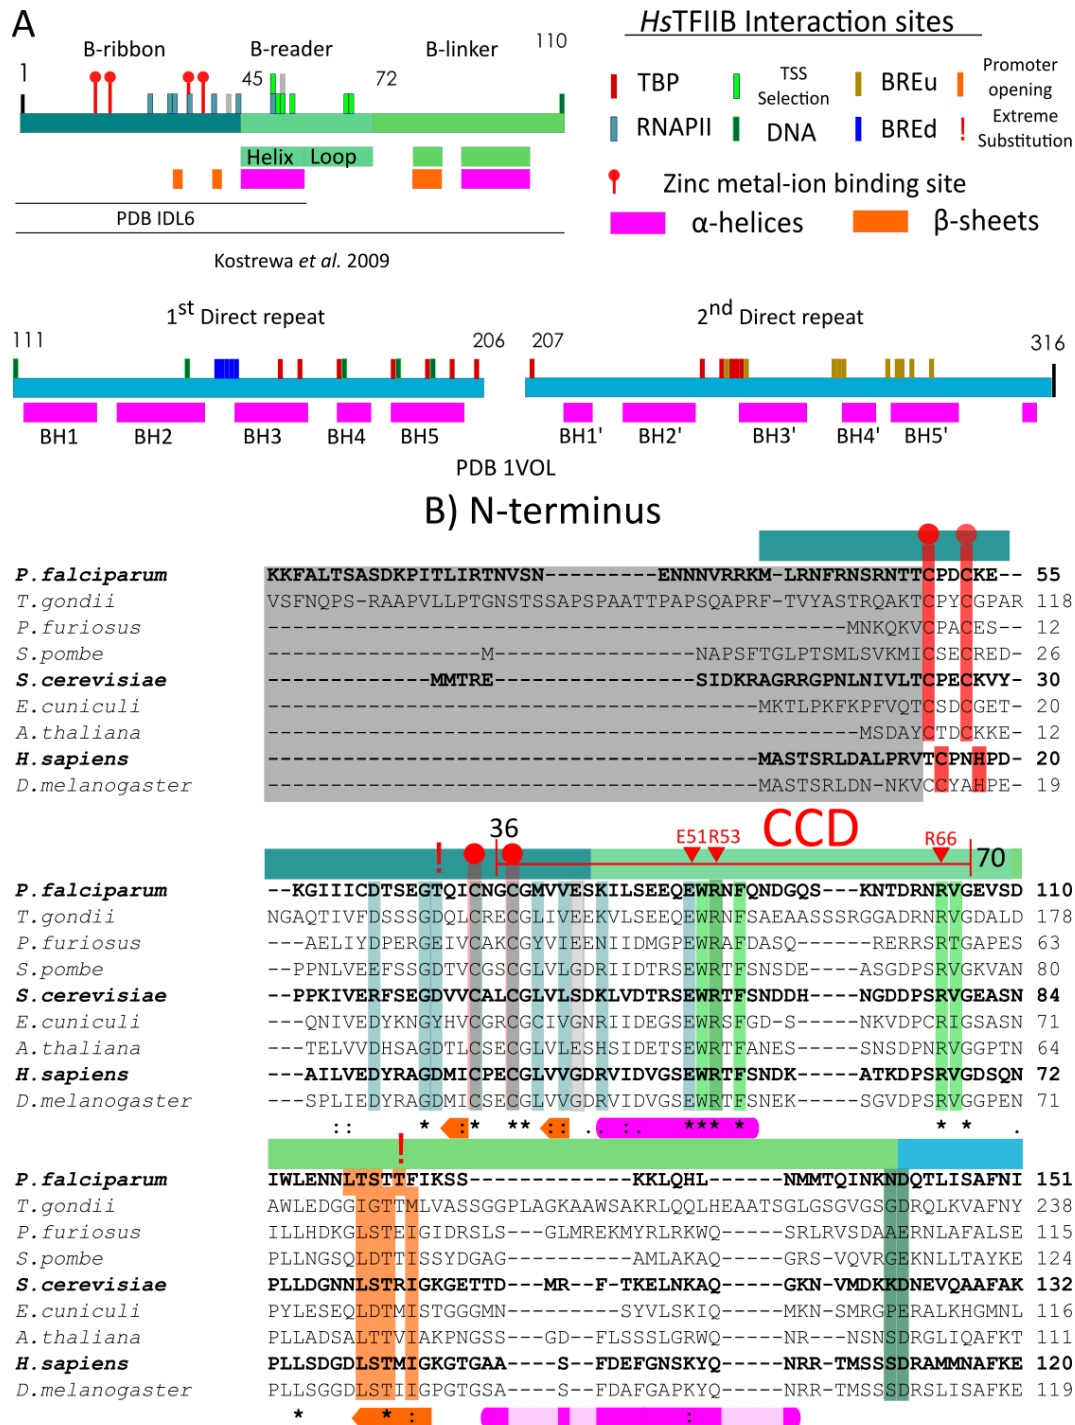 A
B-ribbon B-reader B-linker 110
1 45 72
Helix Loop
PDB IDL6
Kostrewa et al. 2009
HsTFIIB Interaction sites
TBP TSS Selection BREu Promoter opening
RNAPII DNA BREd ! Extreme Substitution
Zinc metal-ion binding site
α-helices β-sheets
1st Direct repeat 2nd Direct repeat
111 206 207 316
BH1 BH2 BH3 BH4 BH5 BH1' BH2' BH3' BH4' BH5'
PDB 1VOL
B) N-terminus
P.falciparum KKFALTSASDKPITLIRTNVSN---------ENNNVRRKM-LRNFRNSRNTTCPDCKE-- 55
T.gondii VSFNQPS-RAAPVLLPTGNSTSSAPSPAATTPAPSQAPRF-TVYASTRQAKTCPYCGPAR 118
P.furiosus ----------------------------------------------MNKQKVCPACES-- 12
S.pombe -----------------M----------------NAPSFTGLPTSMLSVKMICSECRED- 26
S.cerevisiae -------------MMTRE----------------SIDKRAGRRGPNLNIVLTCPECKVY- 30
E.cuniculi ---------------------------------------MKTLPKFKPFVQTCSDCGET- 20
A.thaliana -----------------------------------------------MSDAYCTDCKKE- 12
H.sapiens ---------------------------------------MASTSRLDALPRVTCPNHPD- 20
D.melanogaster ---------------------------------------MASTSRLDN-NKVCCYAHPE- 19
36 E51 R53 CCD R66 70
!
P.falciparum --KGIIICDTSEGTQICNGCGMVVESKILSEEQEWRNFQNDGQS---KNTDRNRVGEVSD 110
T.gondii NGAQTIVFDSSSGDQLCRECGLIVEEKVLSEEQEWRNFSAEAASSSRGGADRNRVGDALD 178
P.furiosus ---AELIYDPERGEIVCAKCGYVIEENIIDMGPEWRAFDASQ------RERRSRTGAPES 63
S.pombe --PPNLVEEFSSGDTVCGSCGLVLGDRIIDTRSEWRTFSNSDE----ASGDPSRVGKVAN 80
S.cerevisiae --PPKIVERFSEGDVVCALCGLVLSDKLVDTRSEWRTFSNDDH----NGDDPSRVGEASN 84
E.cuniculi ---QNIVEDYKNGYHVCGRCGCIVGNRIIDEGSEWRSFGD-S-----NKVDPCRIGSASN 71
A.thaliana ---TELVVDHSAGDTLCSECGLVLESHSIDETSEWRTFANES-----SNSDPNRVGGPTN 64
H.sapiens ---AILVEDYRAGDMICPECGLVVGDRVIDVGSEWRTFSNDK-----ATKDPSRVGDSQN 72
D.melanogaster ---SPLIEDYRAGDMICSECGLVVGDRVIDVGSEWRTFSNEK-----SGVDPSRVGGPEN 71
:: * :* ** :: . :. *** * * * .
!
P.falciparum IWLENNLTSTTFIKSS-------------KKLQHL------NMMTQINKNDQTLISAFNI 151
T.gondii AWLEDGGIGTTMLVASSGGPLAGKAAWSAKRLQQLHEAATSGLGSGVGSGDRQLKVAFNY 238
P.furiosus ILLHDKGLSTEIGIDRSLS---GLMREKMYRLRKWQ-----SRLRVSDAAERNLAFALSE 115
S.pombe PLLNGSQLDTTISSYDGAG--------AMLAKAQ-------GRS-VQVRGEKNLLTAYKE 124
S.cerevisiae PLLDGNNLSTRIGKGETTD---MR--F-TKELNKAQ-----GKN-VMDKKDNEVQAAFAK 132
E.cuniculi PYLESEQLDTMISTGGGMN---------SYVLSKIQ-----MKN-SMRGPERALKHGMNL 116
A.thaliana PLLADSALTTVIAKPNGSS---GD--FLSSSLGRWQ-----NR---NSNSDRGLIQAFKT 111
H.sapiens PLLSDGDLSTMIGKGTGAA----S---FDEFGNSKYQ----NRR-TMSSSDRAMMNAFKE 120
D.melanogaster PLLSGGDLSTIIGPGTGSA----S---FDAFGAPKYQ----NRR-TMSSSDRSLISAFKE 119
* * : :